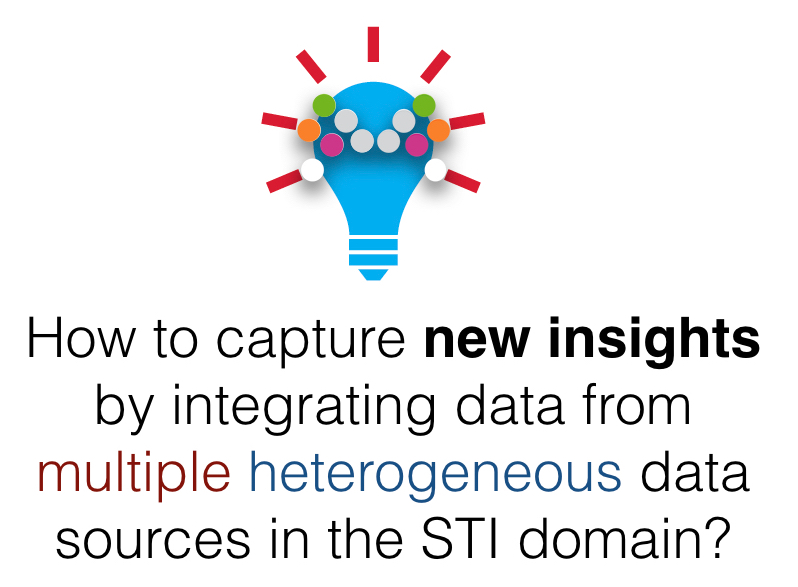 How to capture new insights
by integrating data from
multiple heterogeneous data
sources in the STI domain?